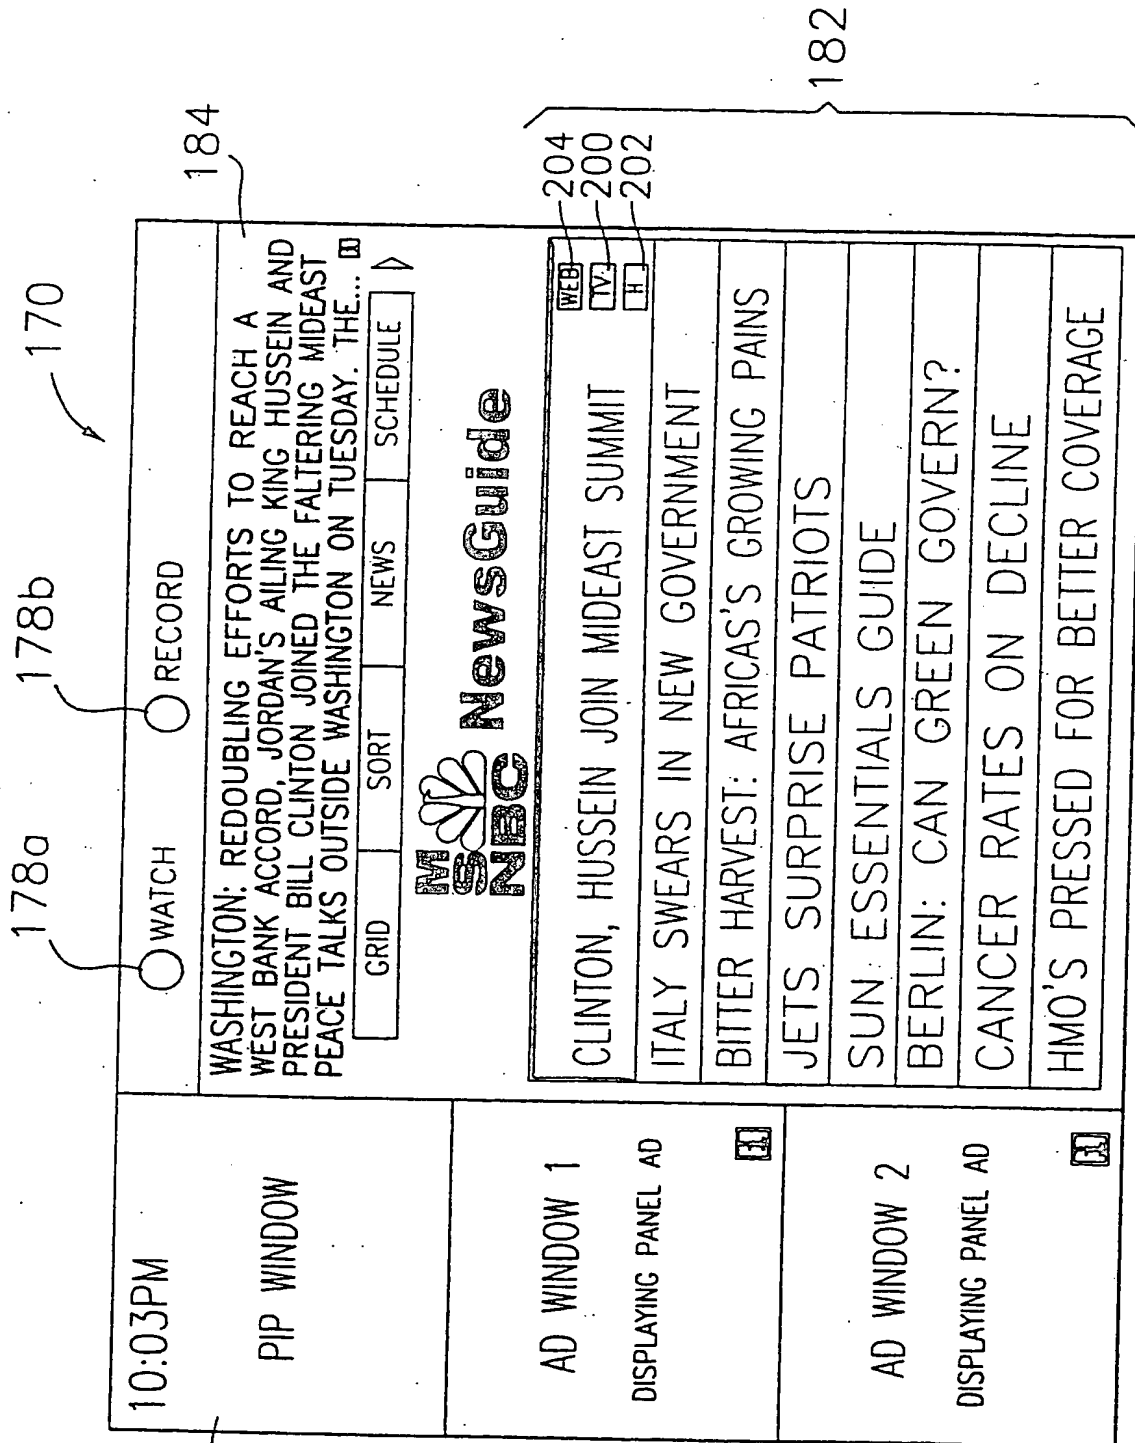 170
178a
178b
184
10:03PM
WATCH
RECORD
PIP WINDOW
WASHINGTON: REDOUBLING EFFORTS TO REACH A
WEST BANK ACCORD, JORDAN'S AILING KING HUSSEIN AND
PRESIDENT BILL CLINTON JOINED THE FALTERING MIDEAST
PEACE TALKS OUTSIDE WASHINGTON ON TUESDAY. THE...
GRID
SORT
NEWS
SCHEDULE
MS
NBC NewsGuide
AD WINDOW 1
DISPLAYING PANEL AD
AD WINDOW 2
DISPLAYING PANEL AD
CLINTON, HUSSEIN JOIN MIDEAST SUMMIT
WEB
TV
H
204
200
202
182
ITALY SWEARS IN NEW GOVERNMENT
BITTER HARVEST: AFRICAS'S GROWING PAINS
JETS SURPRISE PATRIOTS
SUN: ESSENTIALS GUIDE
BERLIN: CAN GREEN GOVERN?
CANCER RATES ON DECLINE
HMO'S PRESSED FOR BETTER COVERAGE